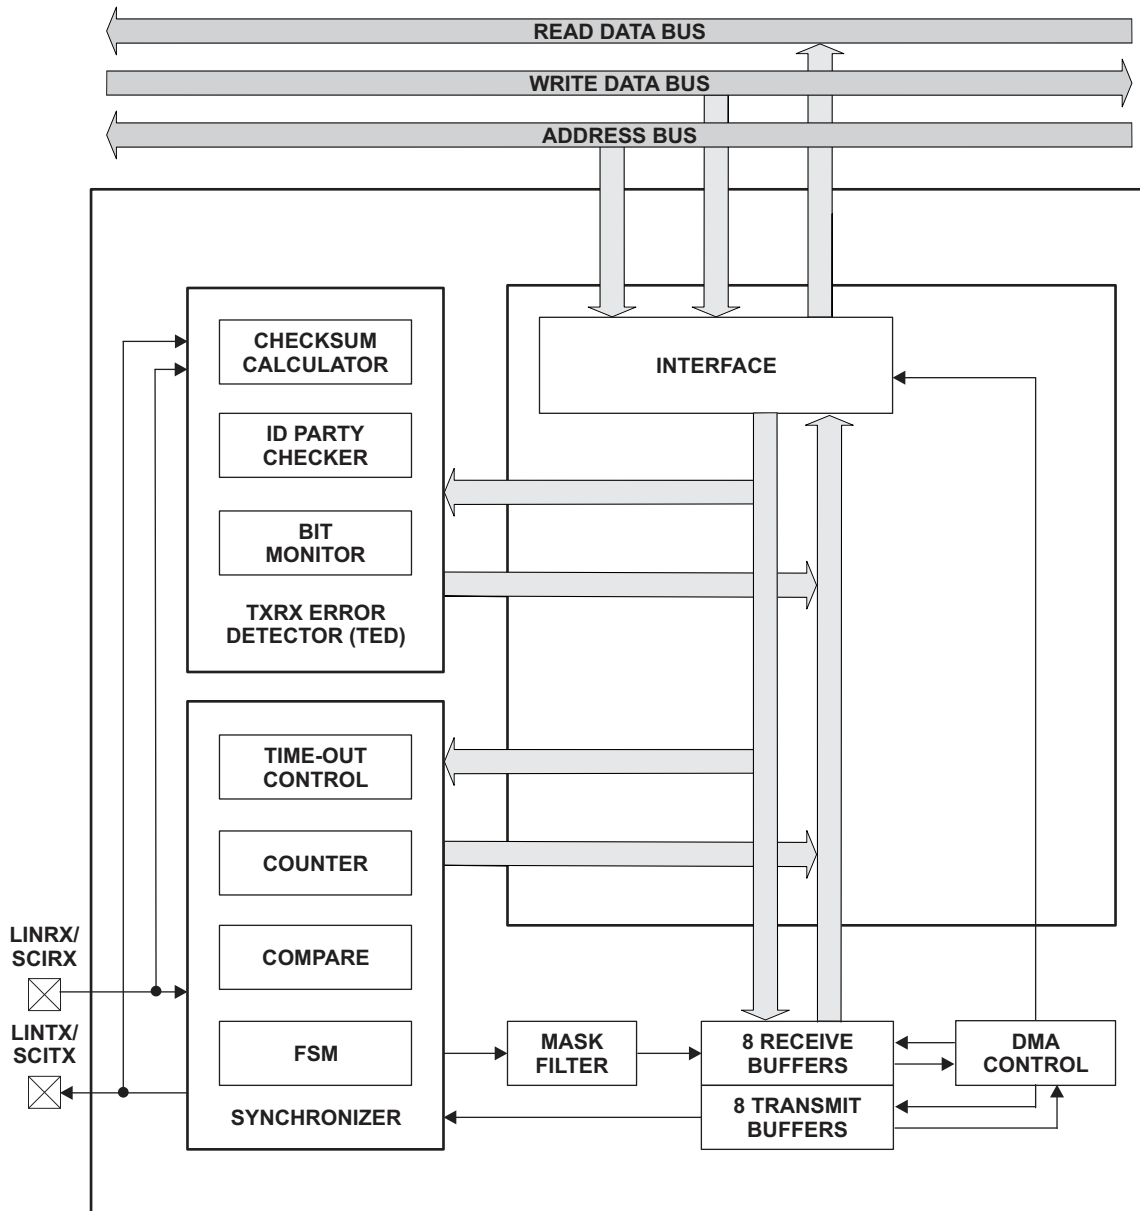 READ DATA BUS
WRITE DATA BUS
ADDRESS BUS
CHECKSUM
CALCULATOR
INTERFACE
ID PARTY
CHECKER
BIT
MONITOR
TXRX ERROR
DETECTOR (TED)
TIME-OUT
CONTROL
COUNTER
COMPARE
LINRX/
SCIRX
LINTX/
SCITX
FSM
SYNCHRONIZER
MASK
FILTER
8 RECEIVE
BUFFERS
8 TRANSMIT
BUFFERS
DMA
CONTROL